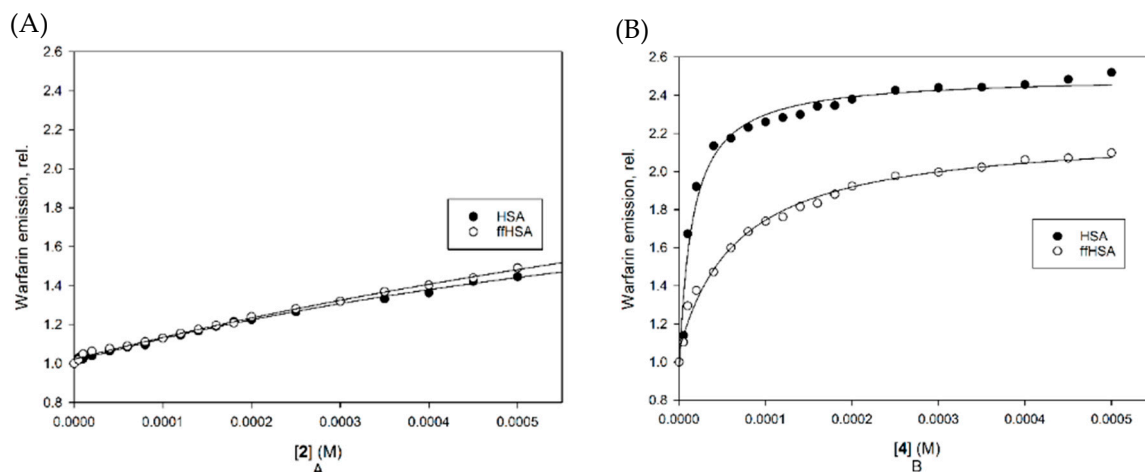 (A)
2.6
2.4
2.2
2.0
1.8
1.6
1.4
1.2
1.0
0.8
Warfarin emission, rel.
HSA
ffHSA
0.0000 0.0001 0.0002 0.0003 0.0004 0.0005
[2] (M)
A
(B)
2.6
2.4
2.2
2.0
1.8
1.6
1.4
1.2
1.0
0.8
Warfarin emission, rel.
HSA
ffHSA
0.0000 0.0001 0.0002 0.0003 0.0004 0.0005
[4] (M)
B